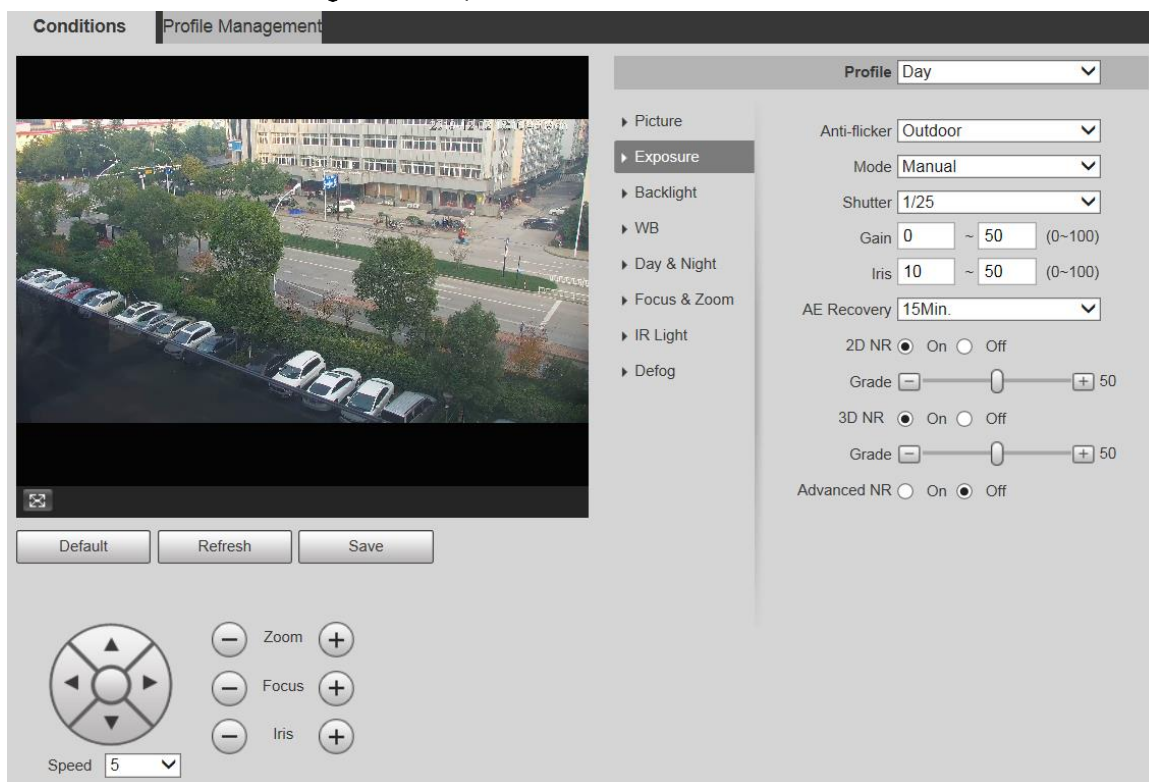 Conditions Profile Management
Profile Day
Picture
Exposure
Backlight
WB
Day & Night
Focus & Zoom
IR Light
Defog
Anti-flicker Outdoor
Mode Manual
Shutter 1/25
Gain 0 ~ 50 (0~100)
Iris 10 ~ 50 (0~100)
AE Recovery 15Min.
2D NR On Off
Grade - + 50
3D NR On Off
Grade - + 50
Advanced NR On Off
Default Refresh Save
- Zoom +
- Focus +
- Iris +
Speed 5